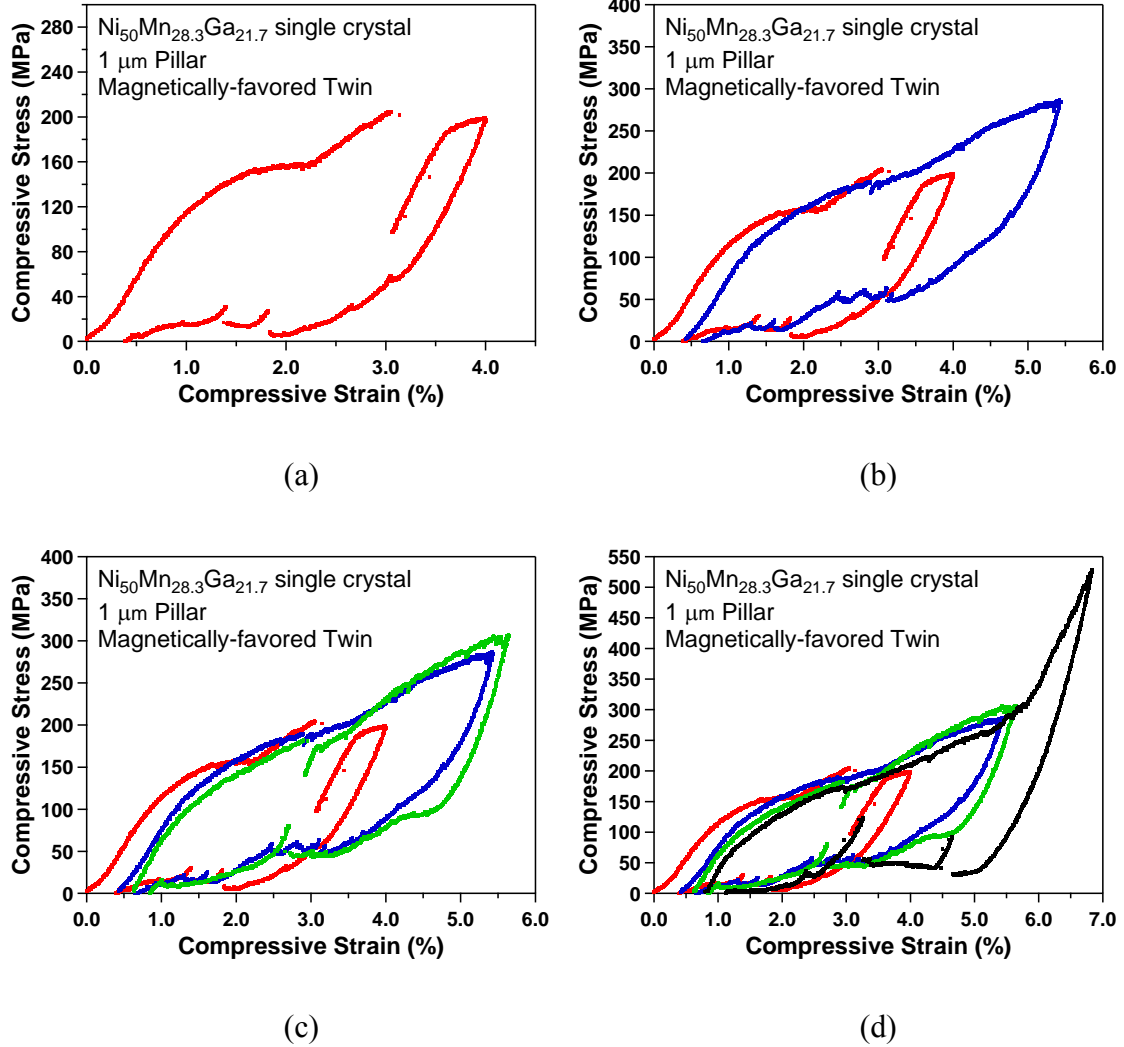 Compressive Stress (MPa)
280
240
200
160
120
80
40
0
Ni50Mn28.3Ga21.7 single crystal
1 μm Pillar
Magnetically-favored Twin
0.0 1.0 2.0 3.0 4.0
Compressive Strain (%)
(a)
Compressive Stress (MPa)
400
350
300
250
200
150
100
50
0
Ni50Mn28.3Ga21.7 single crystal
1 μm Pillar
Magnetically-favored Twin
0.0 1.0 2.0 3.0 4.0 5.0 6.0
Compressive Strain (%)
(b)
Compressive Stress (MPa)
400
350
300
250
200
150
100
50
0
Ni50Mn28.3Ga21.7 single crystal
1 μm Pillar
Magnetically-favored Twin
0.0 1.0 2.0 3.0 4.0 5.0 6.0
Compressive Strain (%)
(c)
Compressive Stress (MPa)
550
500
450
400
350
300
250
200
150
100
50
0
Ni50Mn28.3Ga21.7 single crystal
1 μm Pillar
Magnetically-favored Twin
0.0 1.0 2.0 3.0 4.0 5.0 6.0 7.0
Compressive Strain (%)
(d)